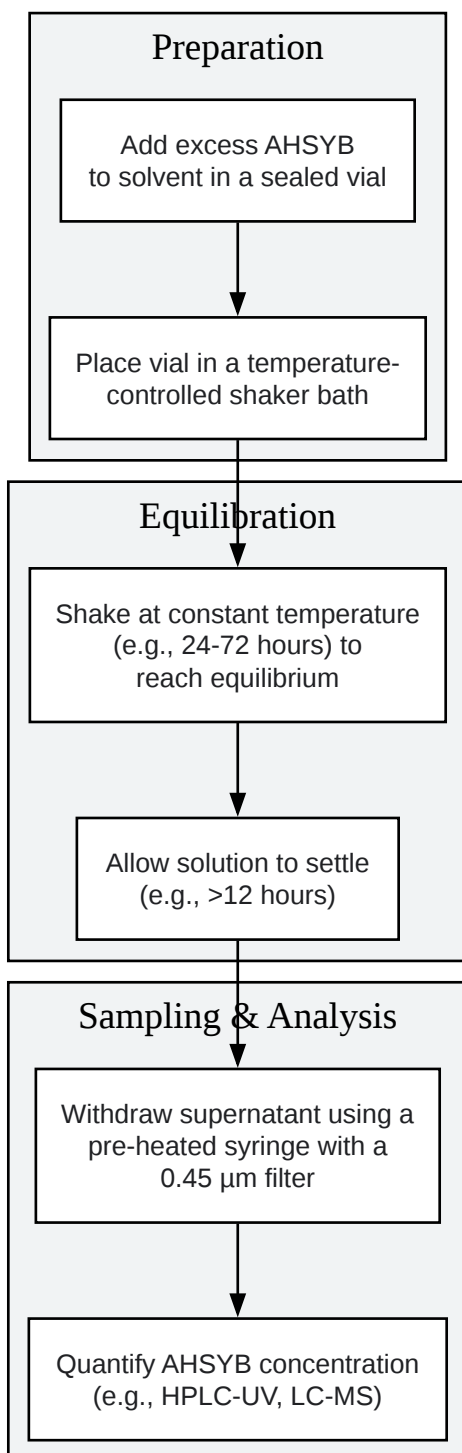 Preparation
Add excess AHSYB
to solvent in a sealed vial
Place vial in a temperature-
controlled shaker bath
Equilibration
Shake at constant temperature
(e.g., 24-72 hours) to
reach equilibrium
Allow solution to settle
(e.g., >12 hours)
Sampling & Analysis
Withdraw supernatant using a
pre-heated syringe with a
0.45 µm filter
Quantify AHSYB concentration
(e.g., HPLC-UV, LC-MS)